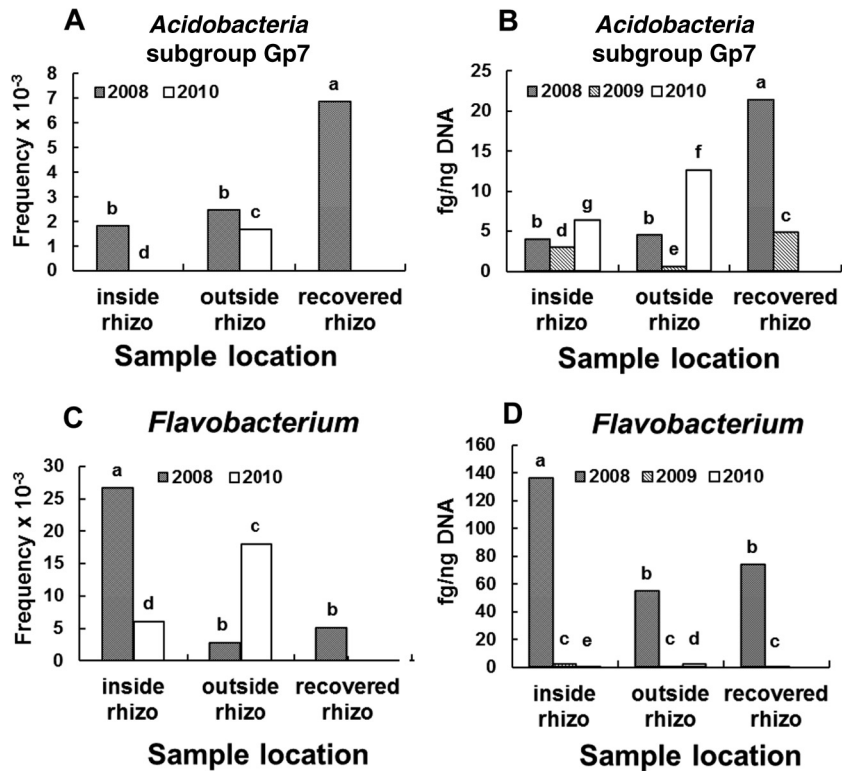 A
Acidobacteria
subgroup Gp7
Frequency x 10-3
8
7
6
5
4
3
2
1
0
2008 2010
b
d
b
c
a
inside rhizo
outside rhizo
recovered rhizo
Sample location
B
Acidobacteria
subgroup Gp7
fg/ng DNA
25
20
15
10
5
0
2008 2009 2010
b
d
g
b
e
f
a
c
inside rhizo
outside rhizo
recovered rhizo
Sample location
C
Flavobacterium
Frequency x 10-3
30
25
20
15
10
5
0
2008 2010
a
d
b
c
b
inside rhizo
outside rhizo
recovered rhizo
Sample location
D
Flavobacterium
fg/ng DNA
160
140
120
100
80
60
40
20
0
2008 2009 2010
a
c
e
b
c
d
b
c
inside rhizo
outside rhizo
recovered rhizo
Sample location